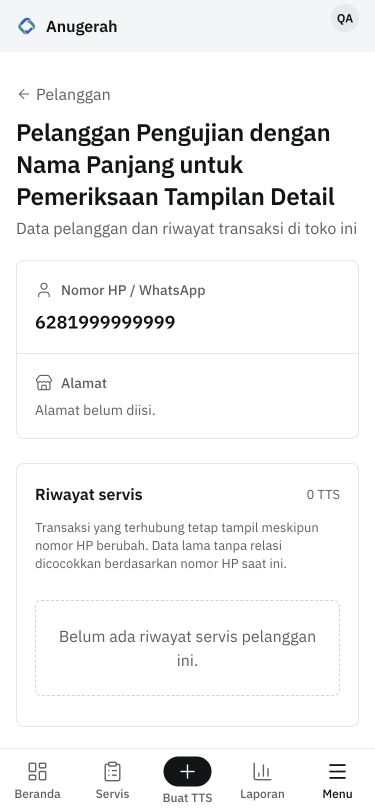 Anugerah
QA
← Pelanggan
Pelanggan Pengujian dengan
Nama Panjang untuk
Pemeriksaan Tampilan Detail
Data pelanggan dan riwayat transaksi di toko ini
Nomor HP / WhatsApp
6281999999999
Alamat
Alamat belum diisi.
Riwayat servis
0 TTS
Transaksi yang terhubung tetap tampil meskipun
nomor HP berubah. Data lama tanpa relasi
dicocokkan berdasarkan nomor HP saat ini.
Belum ada riwayat servis pelanggan
ini.
Beranda
Servis
Buat TTS
Laporan
Menu